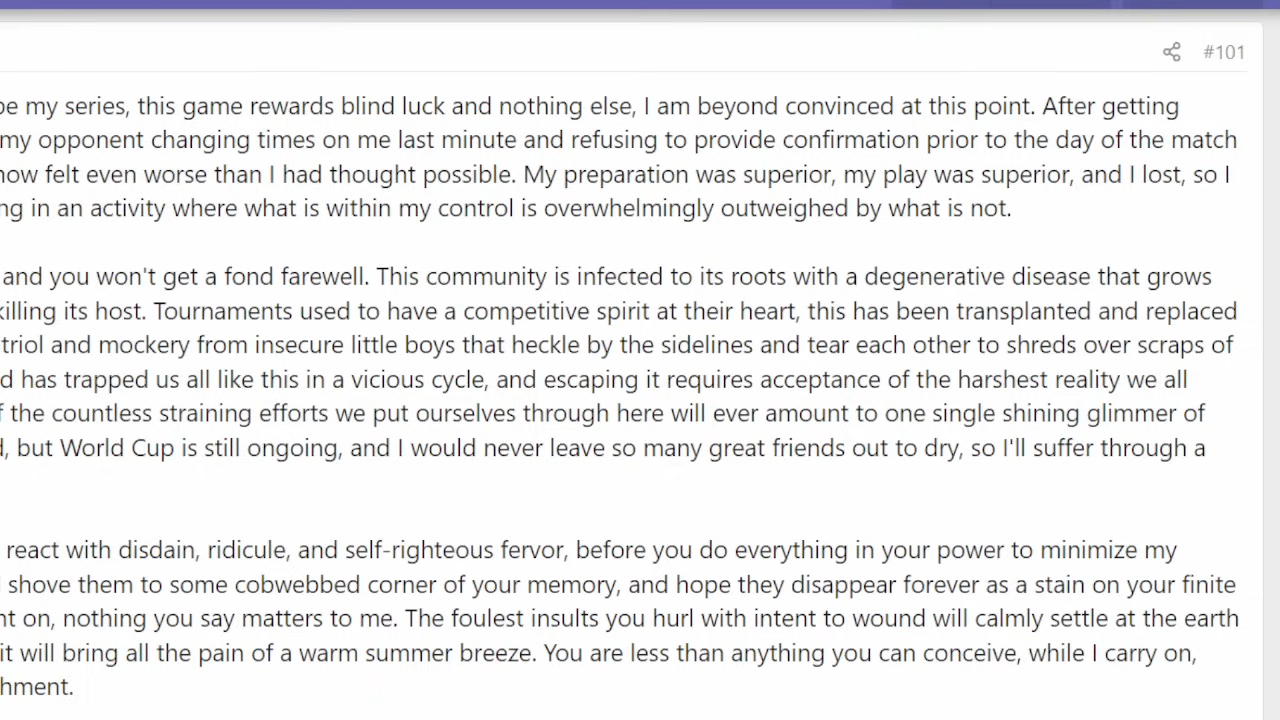 #101
be my series, this game rewards blind luck and nothing else, I am beyond convinced at this point. After getting
my opponent changing times on me last minute and refusing to provide confirmation prior to the day of the match
now felt even worse than I had thought possible. My preparation was superior, my play was superior, and I lost, so I
ng in an activity where what is within my control is overwhelmingly outweighed by what is not.
and you won't get a fond farewell. This community is infected to its roots with a degenerative disease that grows
killing its host. Tournaments used to have a competitive spirit at their heart, this has been transplanted and replaced
triol and mockery from insecure little boys that heckle by the sidelines and tear each other to shreds over scraps of
d has trapped us all like this in a vicious cycle, and escaping it requires acceptance of the harshest reality we all
f the countless straining efforts we put ourselves through here will ever amount to one single shining glimmer of
d, but World Cup is still ongoing, and I would never leave so many great friends out to dry, so I'll suffer through a
react with disdain, ridicule, and self-righteous fervor, before you do everything in your power to minimize my
shove them to some cobwebbed corner of your memory, and hope they disappear forever as a stain on your finite
nt on, nothing you say matters to me. The foulest insults you hurl with intent to wound will calmly settle at the earth
it will bring all the pain of a warm summer breeze. You are less than anything you can conceive, while I carry on,
hment.